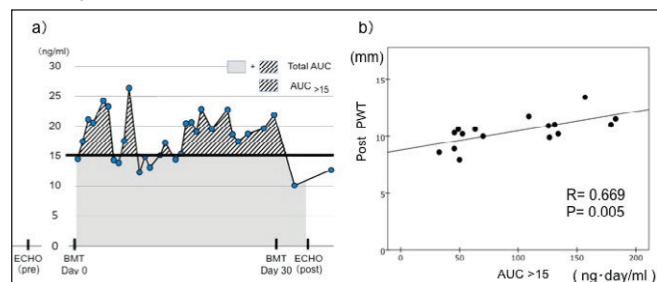 a)
(ng/ml)
30
25
20
15
10
5
0
+
Total AUC
AUC >15
ECHO
(pre)
BMT
Day 0
BMT
Day 30
ECHO
(post)
b)
(mm)
Post PWT
15
10
5
0
0
50
100
150
200
R= 0.669
P= 0.005
AUC >15
( ng·day/ml )